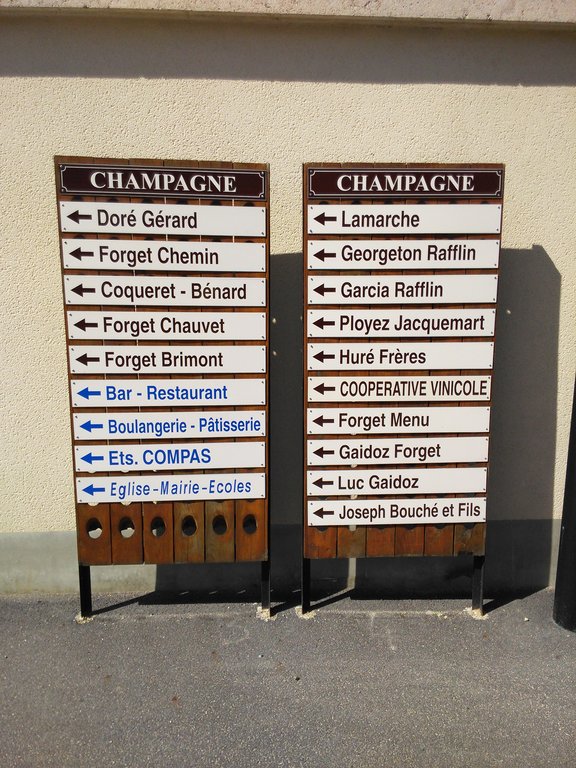 CHAMPAGNE
Doré Gérard
Forget Chemin
Coqueret - Bénard
Forget Chauvet
Forget Brimont
Bar - Restaurant
Boulangerie - Pâtisserie
Ets. COMPAS
Eglise - Mairie - Ecoles
CHAMPAGNE
Lamarche
Georgeton Rafflin
Garcia Rafflin
Ployez Jacquemart
Huré Frères
COOPERATIVE VINICOLE
Forget Menu
Gaidoz Forget
Luc Gaidoz
Joseph Bouché et Fils